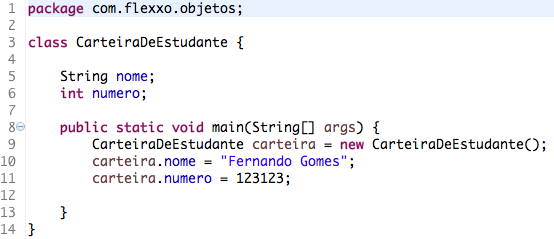 1 package com.flexxo.objetos;
2
3 class CarteiraDeEstudante {
4
5     String nome;
6     int numero;
7
8     public static void main(String[] args) {
9         CarteiraDeEstudante carteira = new CarteiraDeEstudante();
10         carteira.nome = "Fernando Gomes";
11         carteira.numero = 123123;
12
13     }
14 }